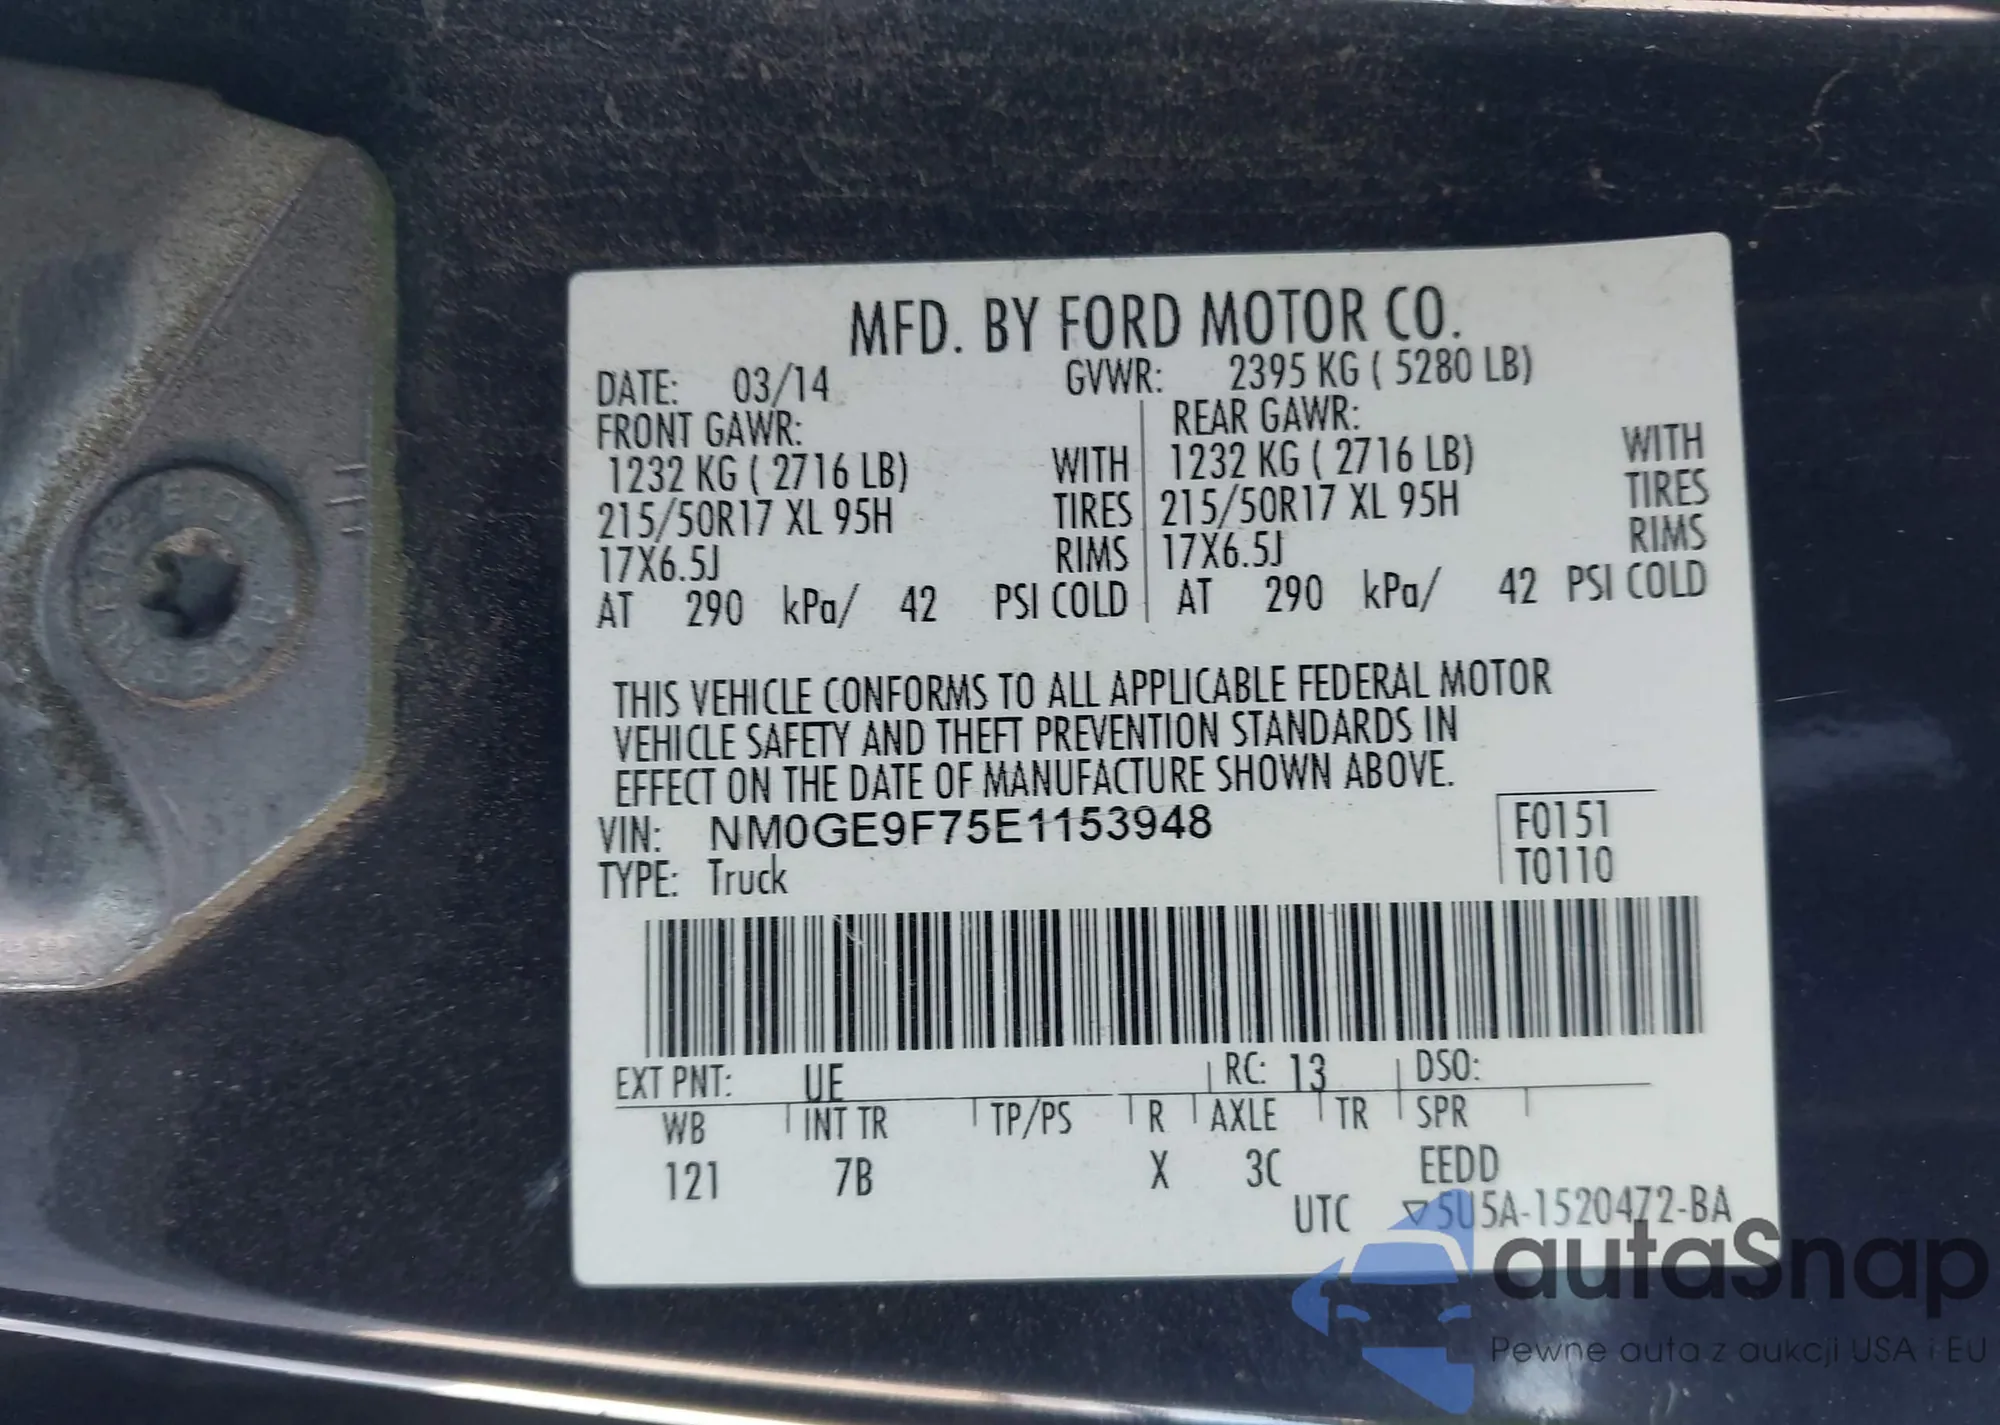 MFD. BY FORD MOTOR CO.
DATE: 03/14 GVWR: 2395 KG ( 5280 LB)
FRONT GAWR: REAR GAWR:
1232 KG ( 2716 LB) WITH 1232 KG ( 2716 LB) WITH
215/50R17 XL 95H TIRES 215/50R17 XL 95H TIRES
17X6.5J RIMS 17X6.5J RIMS
AT 290 kPa/ 42 PSI COLD AT 290 kPa/ 42 PSI COLD
THIS VEHICLE CONFORMS TO ALL APPLICABLE FEDERAL MOTOR
VEHICLE SAFETY AND THEFT PREVENTION STANDARDS IN
EFFECT ON THE DATE OF MANUFACTURE SHOWN ABOVE.
VIN: NM0GE9F75E1153948 F0151
TYPE: Truck T0110
EXT PNT: UE RC: 13 DSO:
WB INT TR TP/PS R AXLE TR SPR
121 7B X 3C EEDD
UTC ▽5U5A-1520472-BA
autaSnap
Pewne auta z aukcji USA i EU